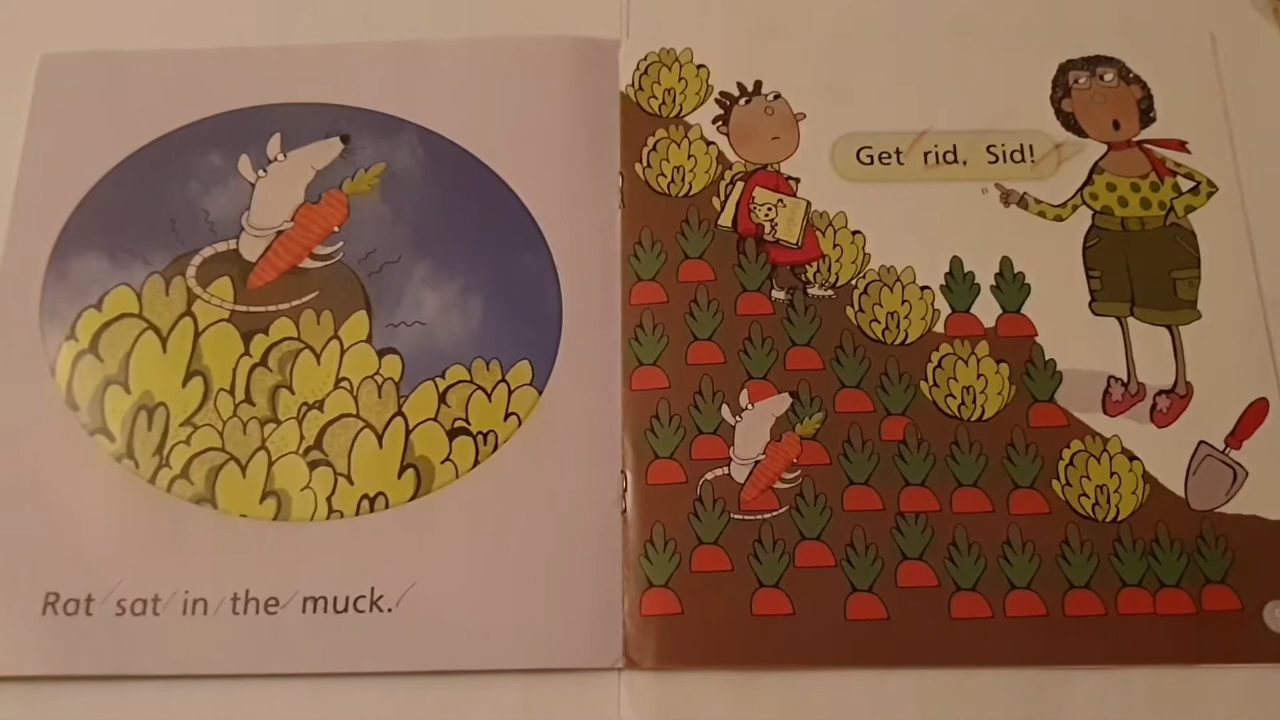 Rat sat in the muck.
Get rid, Sid!